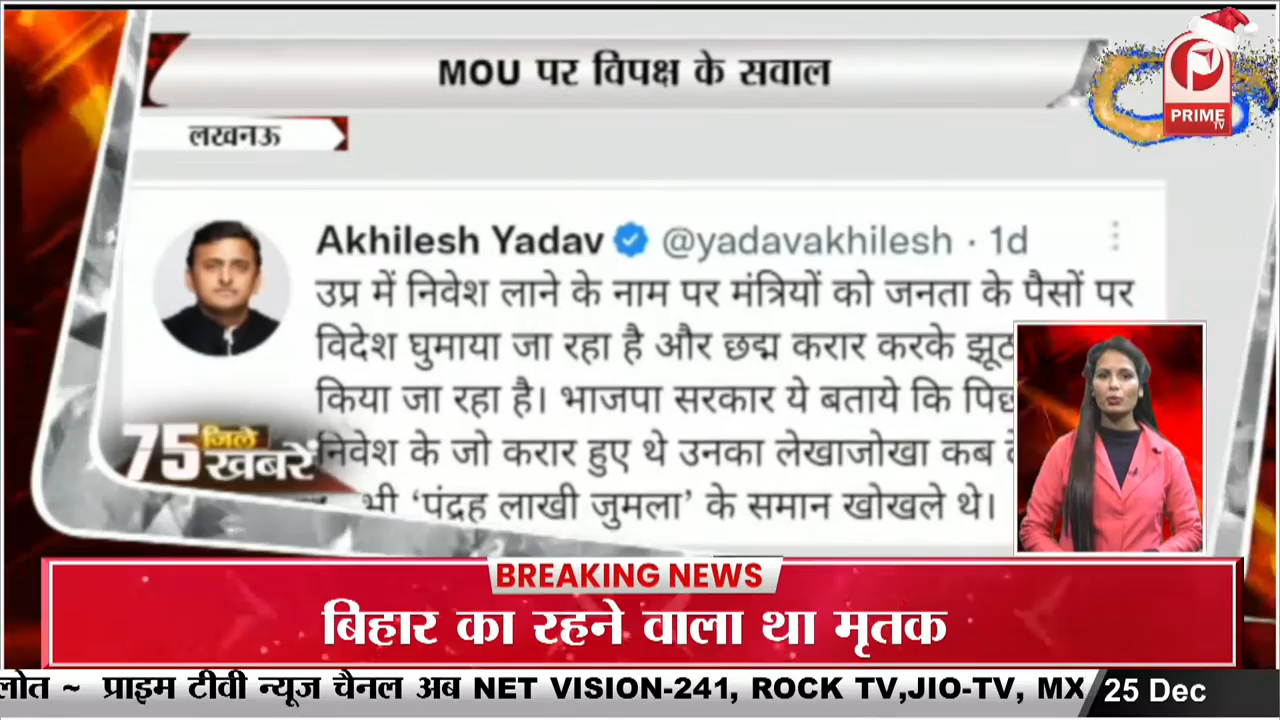 MOU पर विपक्ष के सवाल
PRIME
TV
लखनऊ
Akhilesh Yadav @yadavakhilesh · 1d
उप्र में निवेश लाने के नाम पर मंत्रियों को जनता के पैसों पर
विदेश घुमाया जा रहा है और छद्म करार करके
किया जा रहा है। भाजपा सरकार ये बताये कि
निवेश के जो करार हुए थे उनका लेखाजोखा कब
भी ‘पंद्रह लाखी जुमला’ के समान खोखले थे।
75 जिले
खबरें
BREAKING NEWS
बिहार का रहने वाला था मृतक
~ प्राइम टीवी न्यूज चैनल अब NET VISION-241, ROCK TV,JIO-TV, MX
25 Dec